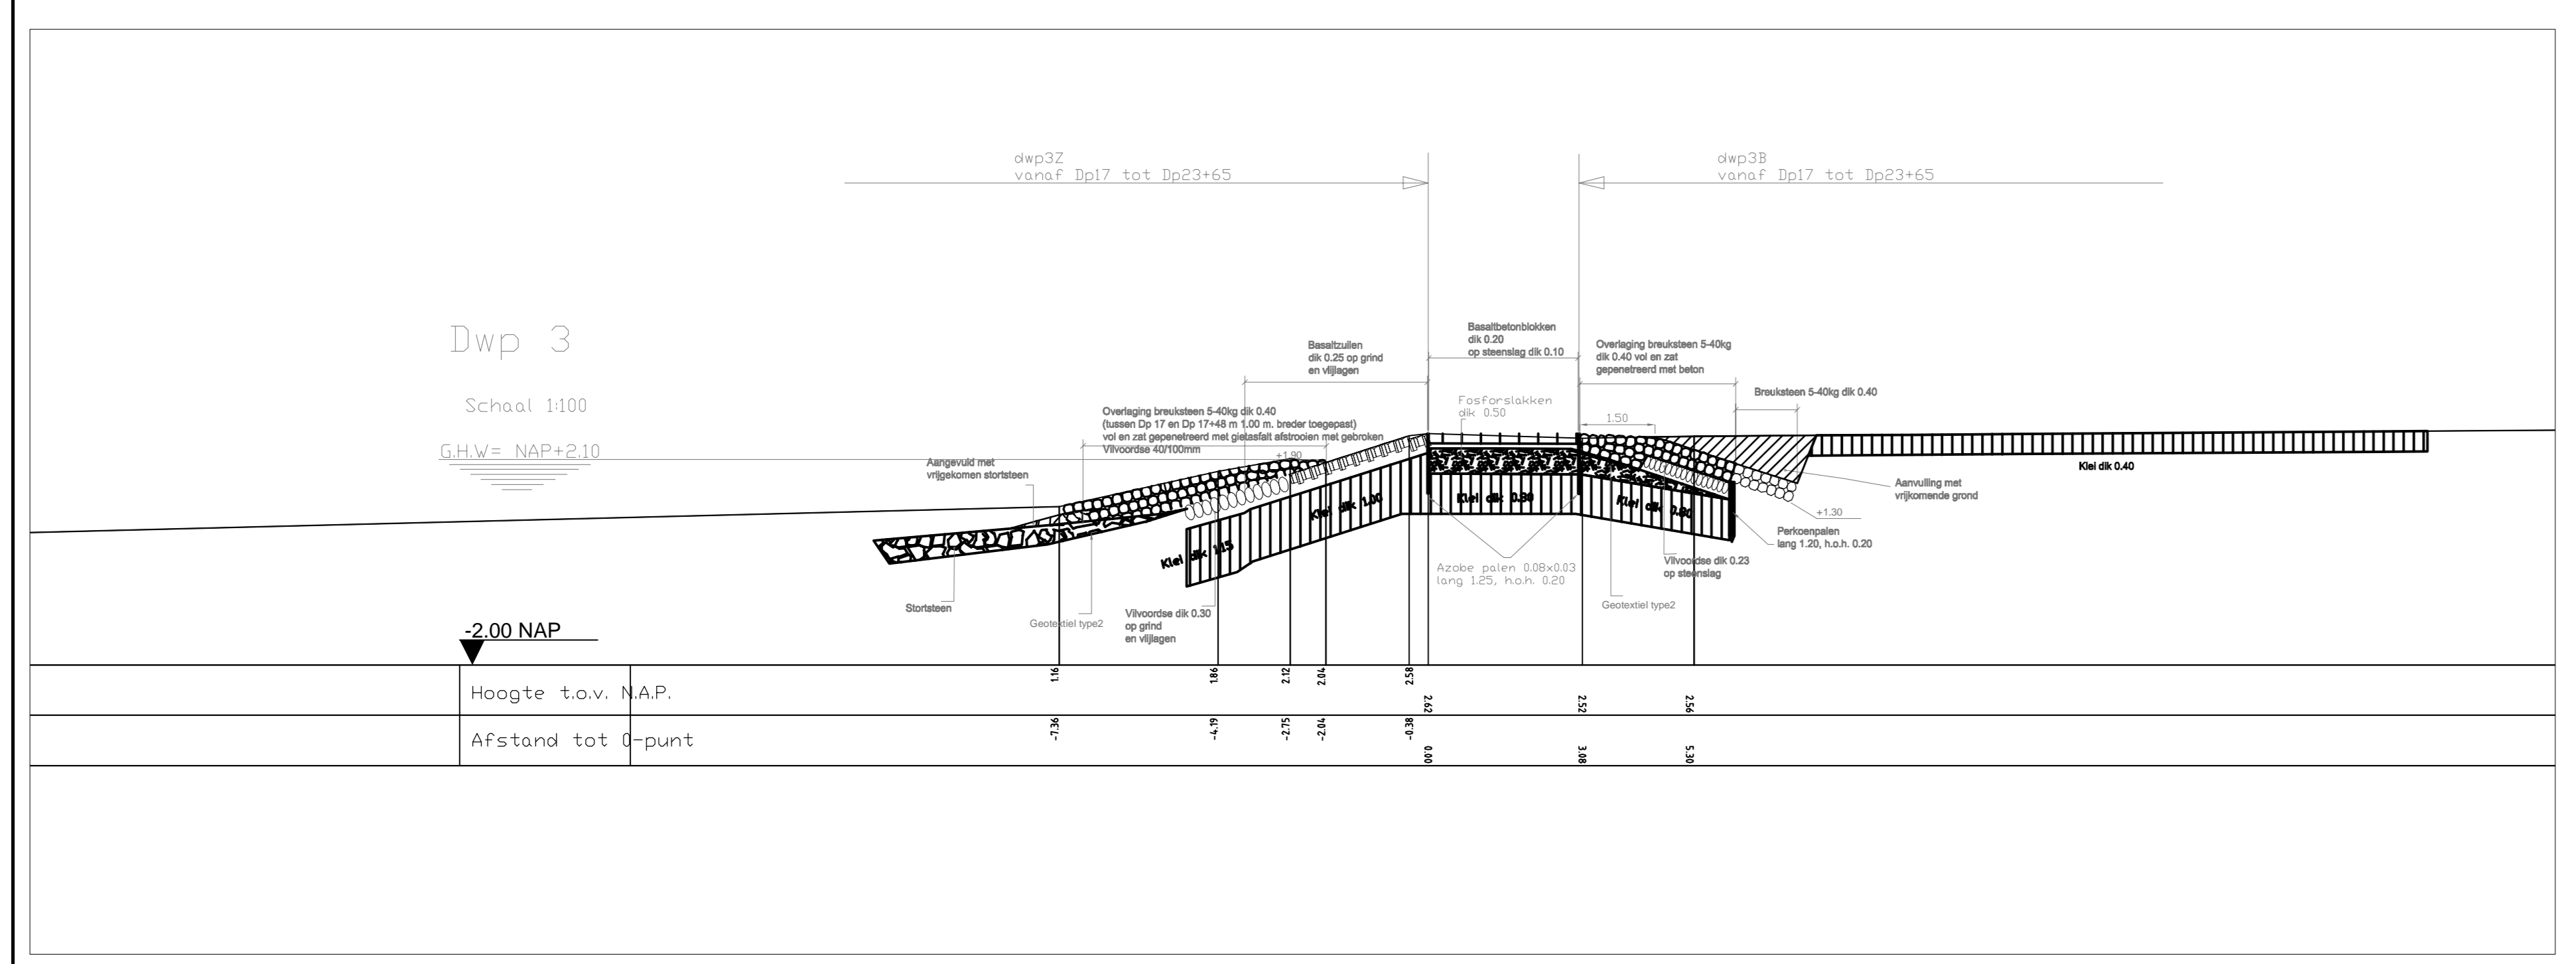 dwp3Z
vanaf Dp17 tot Dp23+65
dwp3B
vanaf Dp17 tot Dp23+65
Dwp 3
Schaal 1:100
G.H.W= NAP+2.10
Basaltzuilen
dik 0.25 op grind
en vlijlagen
Basaltbetonblokken
dik 0.20
op steenslag dik 0.10
Overlaging breuksteen 5-40kg
dik 0.40 vol en zat
gepenetreerd met beton
Breuksteen 5-40kg dik 0.40
Fosforslakken
dik 0.50
1.50
Overlaging breuksteen 5-40kg dik 0.40
(tussen Dp 17 en Dp 17+48 m 1.00 m. breder toegepast)
vol en zat gepenetreerd met gietasfalt afstrooien met gebroken
Vilvoordse 40/100mm
+1.90
Aangevuld met
vrijgekomen stortsteen
Klei dik 0.40
Aanvulling met
vrijkomende grond
Klei dik 1.00
Klei dik 0.80
Klei dik 0.80
+1.30
Perkoenpalen
lang 1.20, h.o.h. 0.20
Klei dik 1.15
Vilvoordse dik 0.23
op steenslag
Azobe palen 0.08x0.03
lang 1.25, h.o.h. 0.20
Stortsteen
Geotextiel type2
Vilvoordse dik 0.30
op grind
en vlijlagen
Geotextiel type2
-2.00 NAP
Hoogte t.o.v. N.A.P.
1.16
1.86
2.12
2.04
2.58
2.62
2.52
2.56
Afstand tot 0-punt
-7.36
-4.19
-2.75
-2.04
-0.38
0.00
3.08
5.30